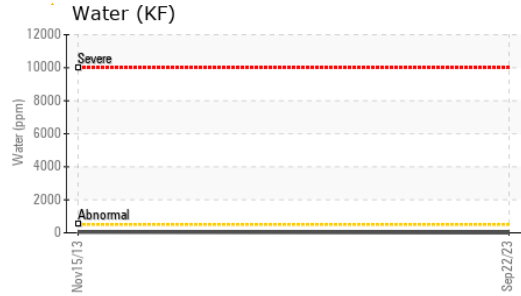 Water (KF)
12000
Severe
10000
8000
6000
4000
2000
Abnormal
0
Water (ppm)
Nov15/13
Sep22/23